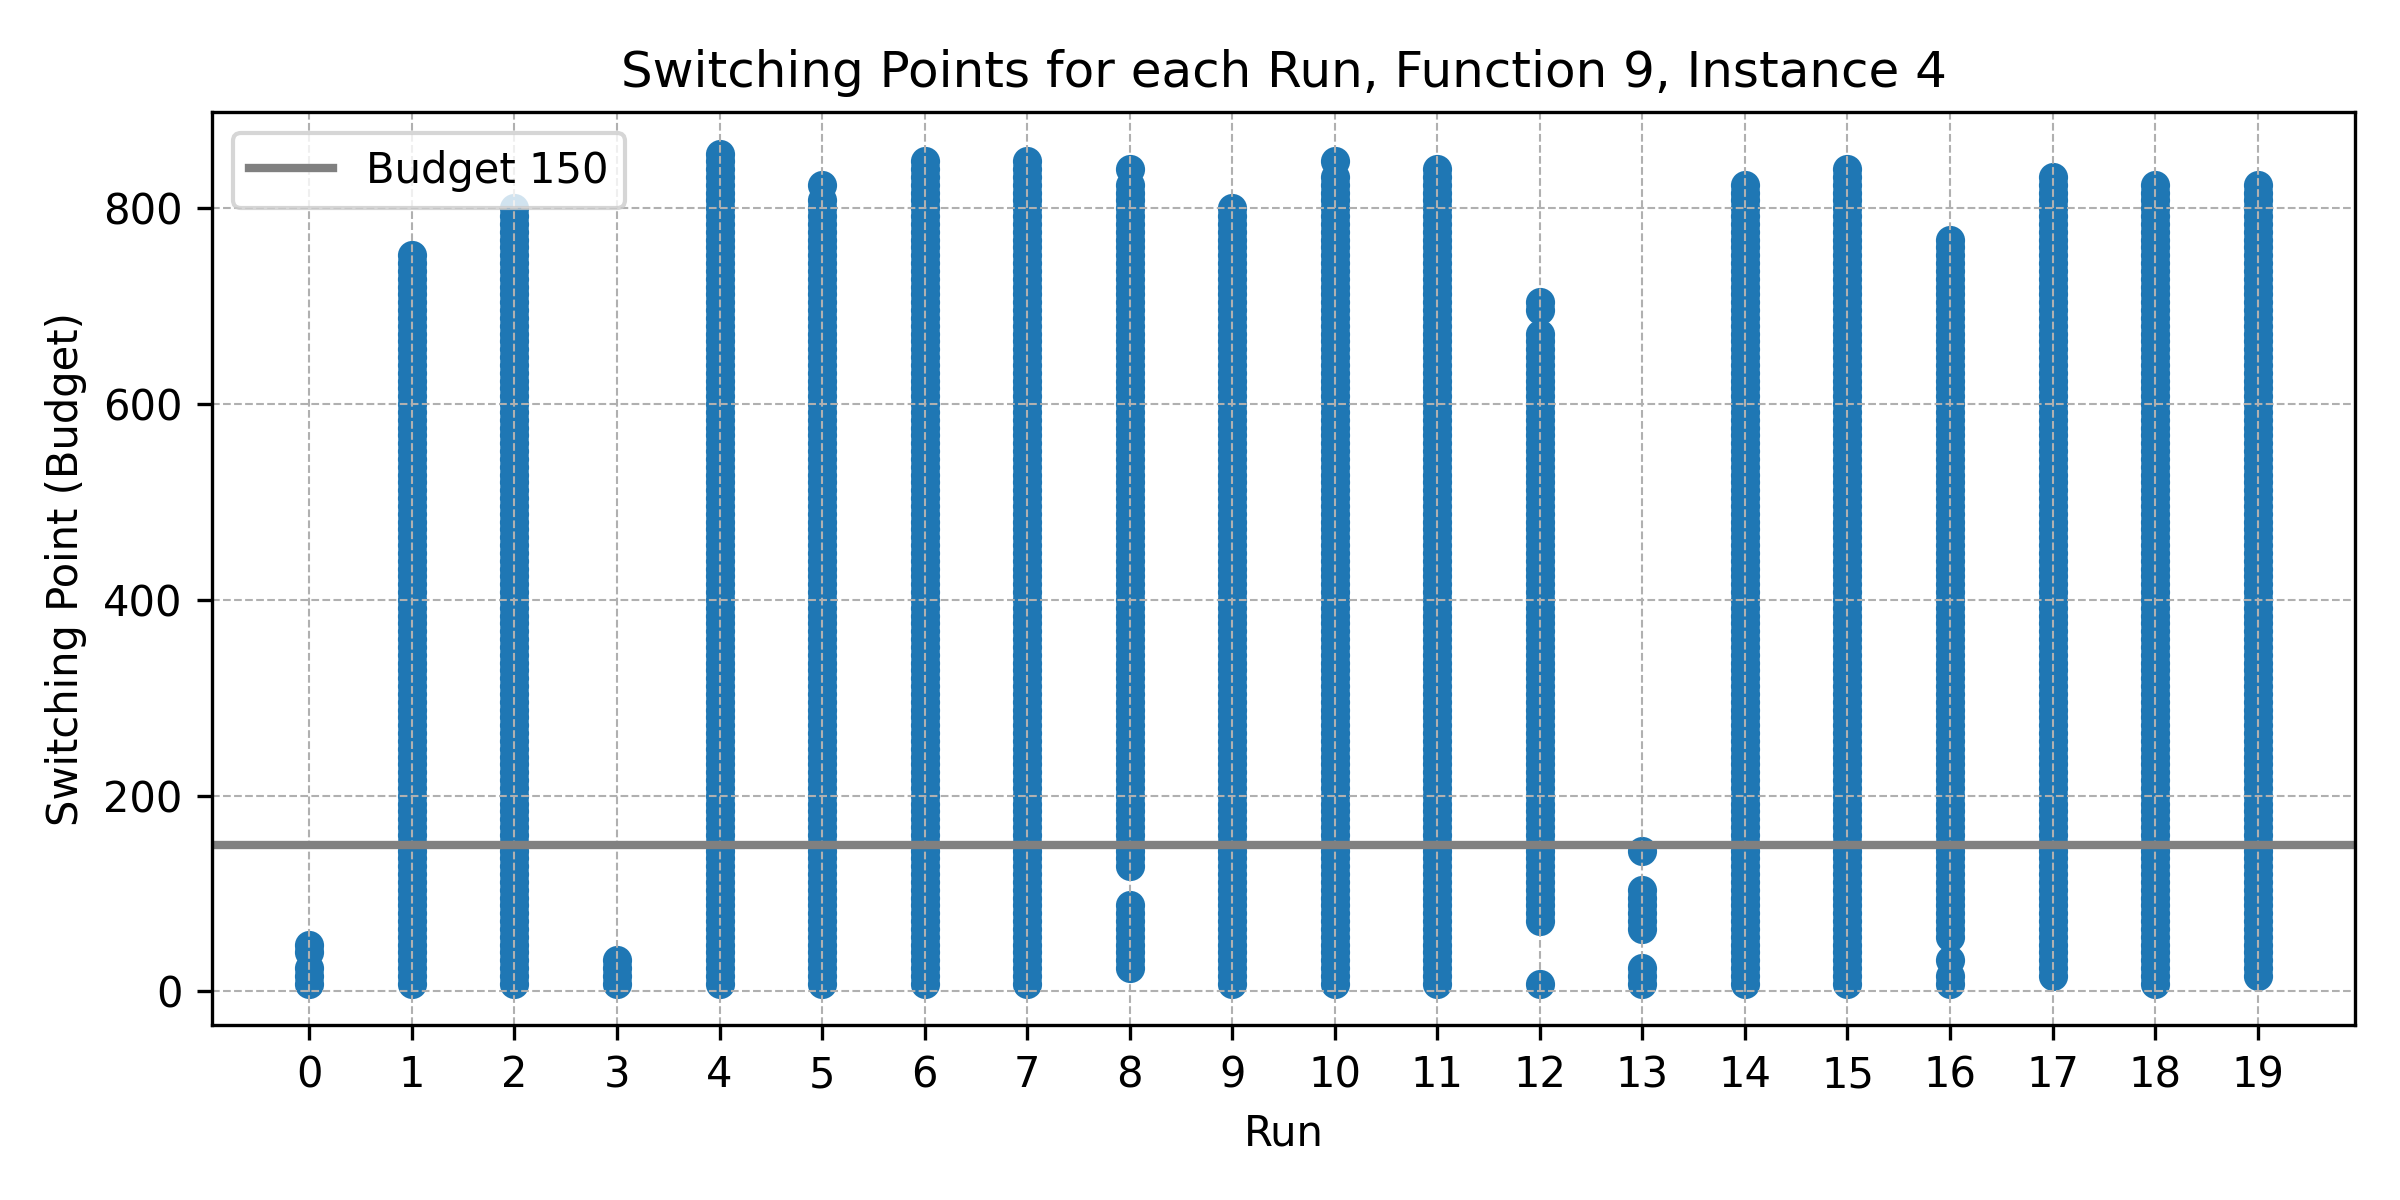 Switching Points for each Run, Function 9, Instance 4
Budget 150
800
600
400
200
0
Switching Point (Budget)
0 1 2 3 4 5 6 7 8 9 10 11 12 13 14 15 16 17 18 19
Run